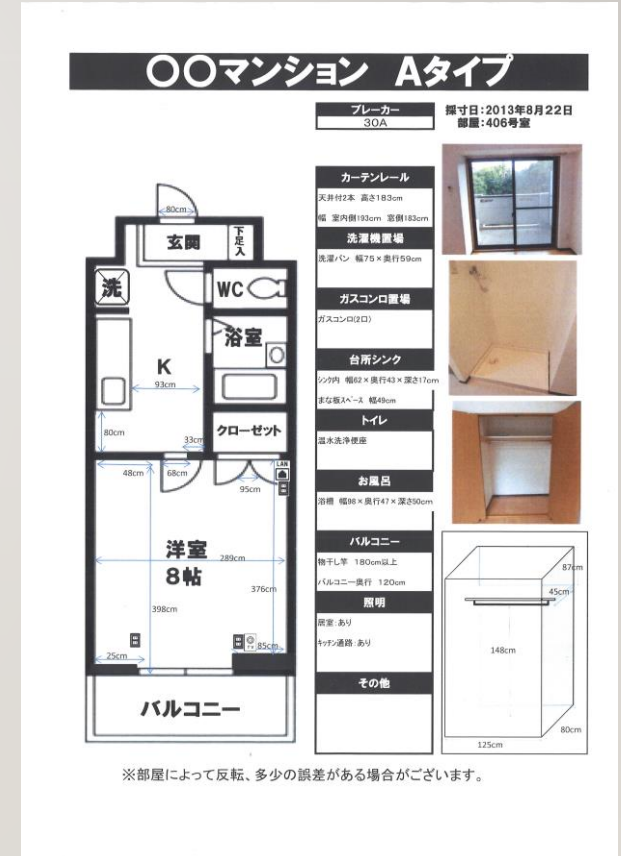 〇〇マンション Aタイプ
ブレーカー
30A
採寸日:2013年8月22日
部屋:406号室
カーテンレール
天井付2本 高さ183cm
幅 室内側193cm 窓側183cm
洗濯機置場
洗濯パン 幅75×奥行59cm
ガスコンロ置場
ガスコンロ(2口)
台所シンク
シンク内 幅62×奥行43×深さ17cm
まな板スペース 幅49cm
トイレ
温水洗浄便座
お風呂
浴槽 幅98×奥行47×深さ50cm
バルコニー
物干し竿 180cm以上
バルコニー奥行 120cm
照明
居室:あり
キッチン通路:あり
その他
80cm
玄関
下足入
洗
WC
浴室
K
93cm
80cm
33cm
クローゼット
48cm
68cm
95cm
LAN
洋室
8帖
289cm
376cm
398cm
25cm
85cm
バルコニー
87cm
45cm
148cm
80cm
125cm
※部屋によって反転、多少の誤差がある場合がございます。